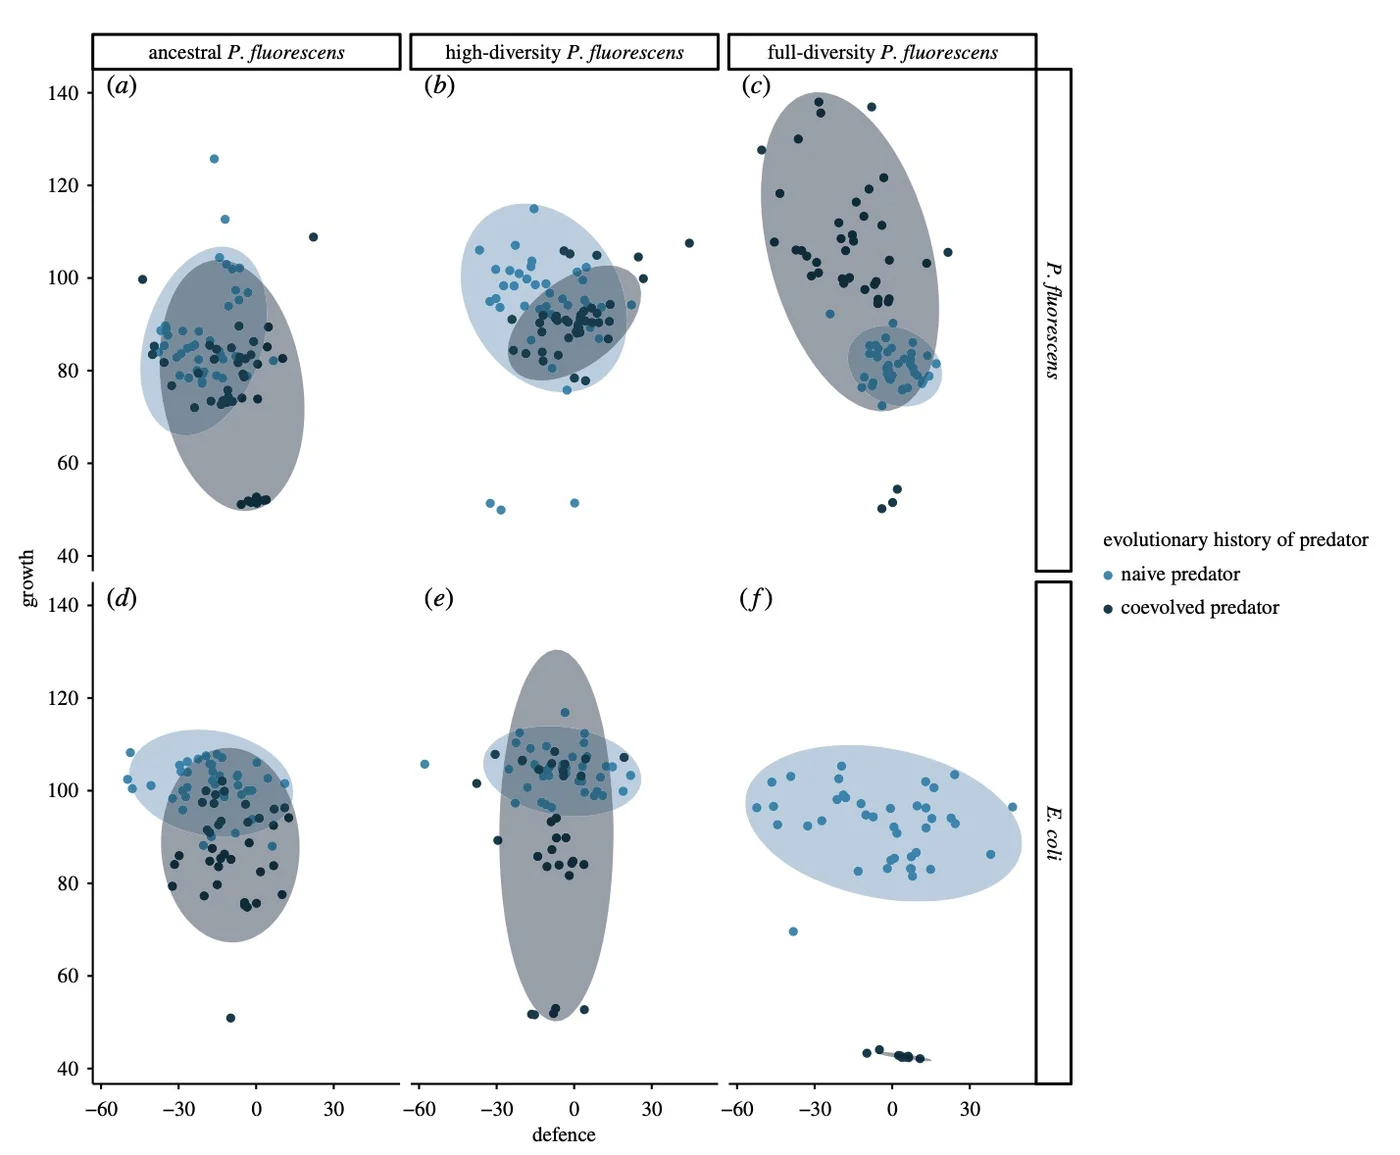 ancestral P. fluorescens
high-diversity P. fluorescens
full-diversity P. fluorescens
(a)
(b)
(c)
140
120
100
80
60
40
P. fluorescens
growth
evolutionary history of predator
naive predator
coevolved predator
(d)
(e)
(f)
140
120
100
80
60
40
E. coli
−60 −30 0 30
−60 −30 0 30
−60 −30 0 30
defence